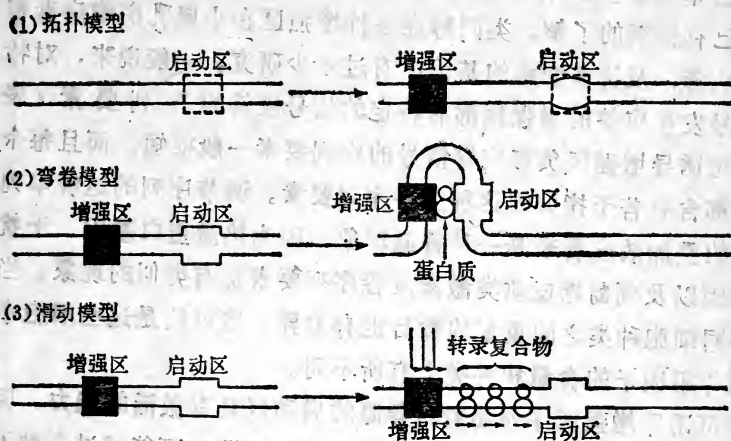 (1)拓扑模型
启动区
增强区
启动区
(2)弯卷模型
增强区
启动区
增强区
启动区
蛋白质
(3)滑动模型
增强区
启动区
转录复合物
增强区
启动区